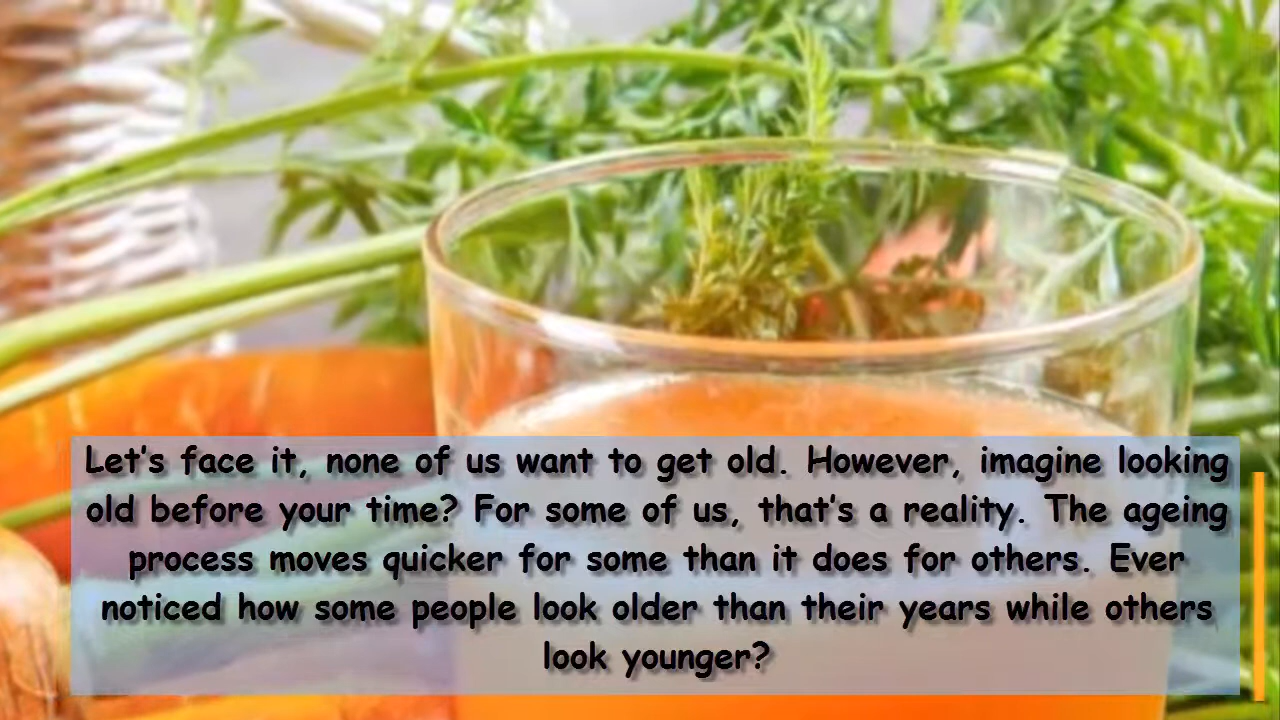 Let's face it, none of us want to get old. However, imagine looking
old before your time? For some of us, that's a reality. The ageing
process moves quicker for some than it does for others. Ever
noticed how some people look older than their years while others
look younger?